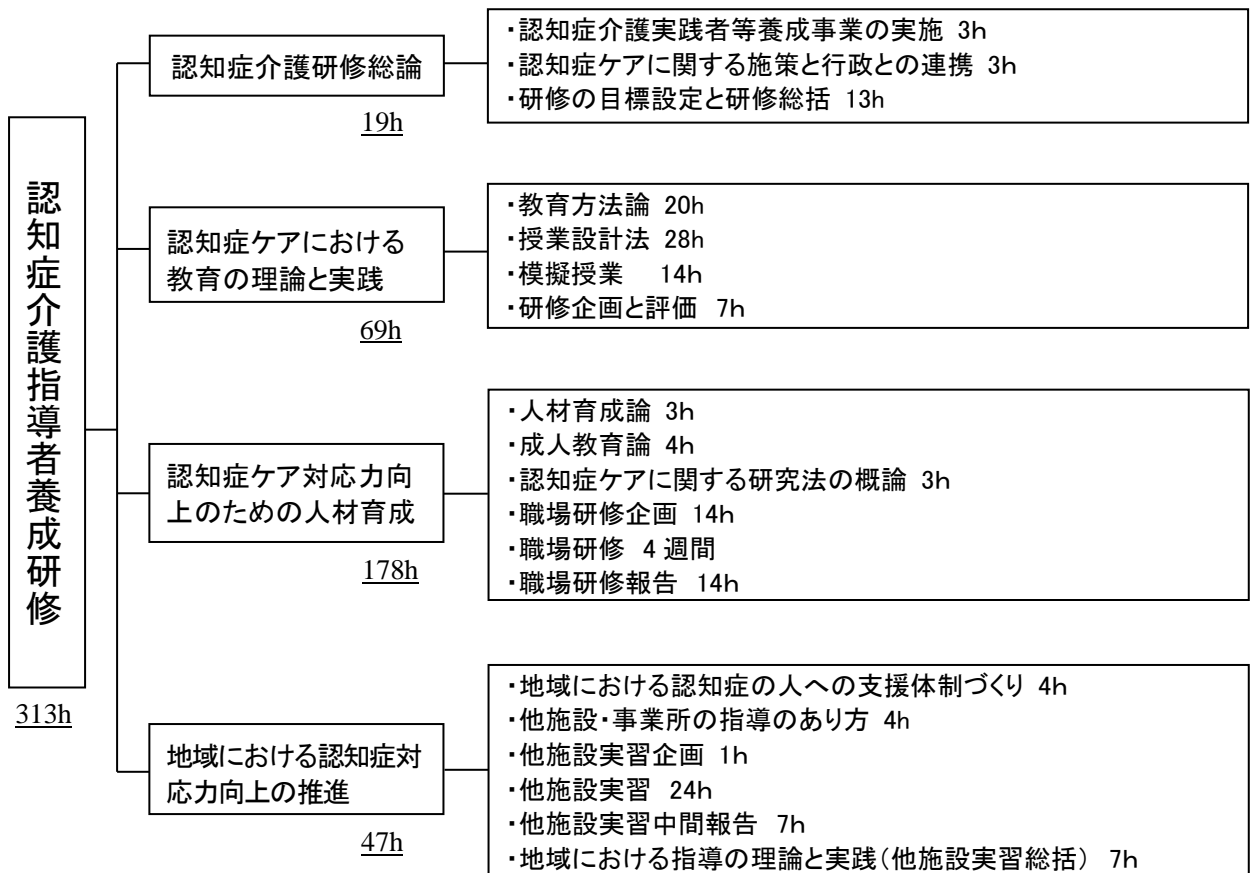 認知症介護指導者養成研修
313h
認知症介護研修総論
19h
・認知症介護実践者等養成事業の実施 3h
・認知症ケアに関する施策と行政との連携 3h
・研修の目標設定と研修総括 13h
認知症ケアにおける
教育の理論と実践
69h
・教育方法論 20h
・授業設計法 28h
・模擬授業 14h
・研修企画と評価 7h
認知症ケア対応力向
上のための人材育成
178h
・人材育成論 3h
・成人教育論 4h
・認知症ケアに関する研究法の概論 3h
・職場研修企画 14h
・職場研修 4週間
・職場研修報告 14h
地域における認知症対
応力向上の推進
47h
・地域における認知症の人への支援体制づくり 4h
・他施設・事業所の指導のあり方 4h
・他施設実習企画 1h
・他施設実習 24h
・他施設実習中間報告 7h
・地域における指導の理論と実践(他施設実習総括) 7h